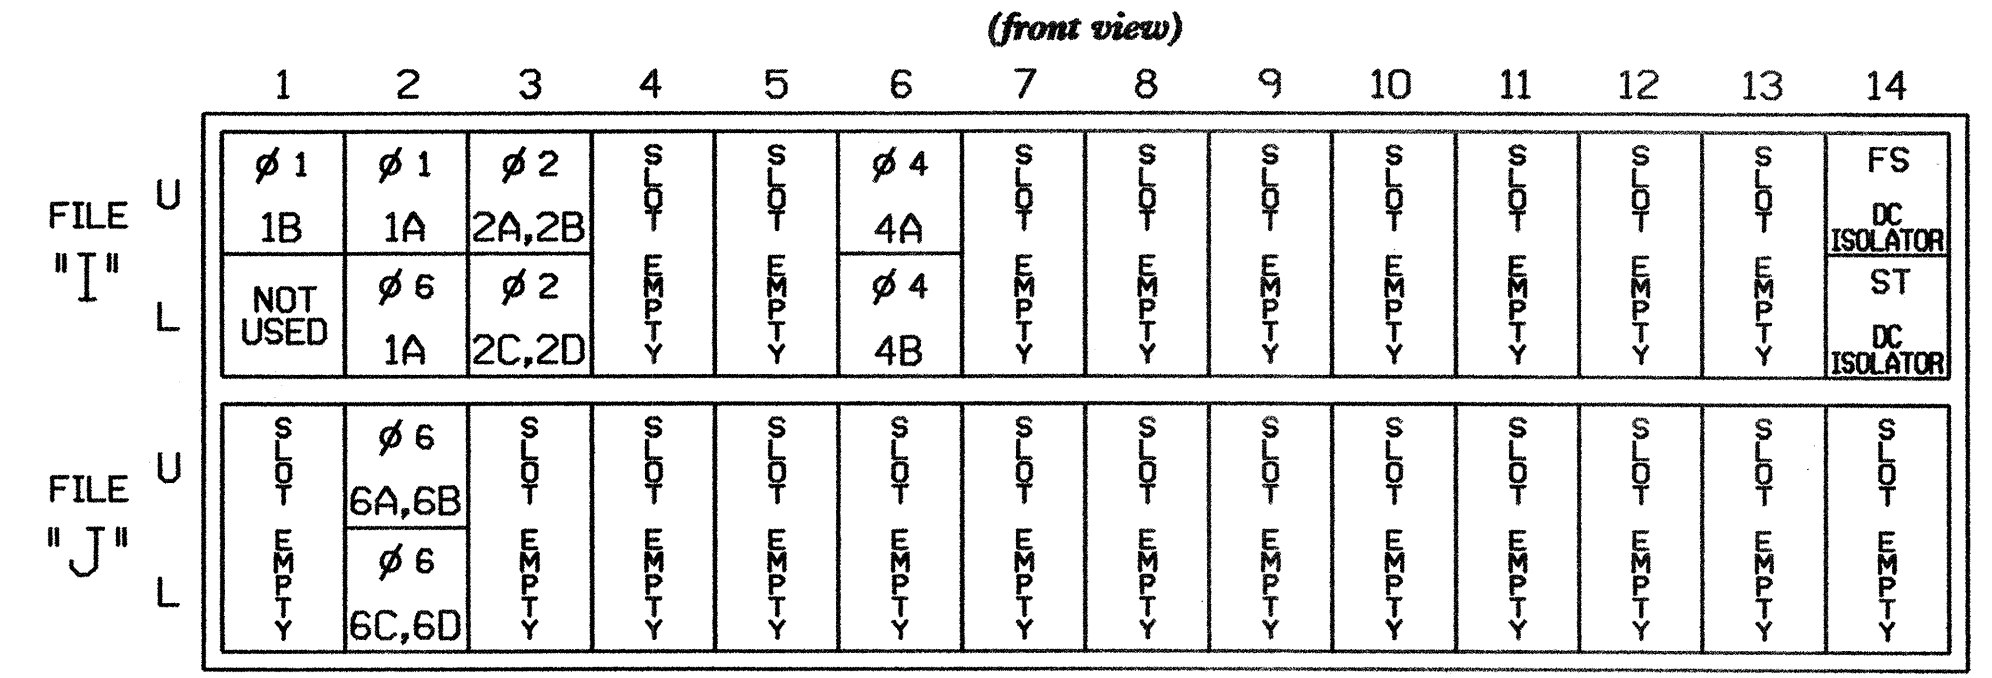 (front view)
1 2 3 4 5 6 7 8 9 10 11 12 13 14
FILE "I"
U
ø 1 ø 1 ø 2 SLOT EMPTY SLOT EMPTY ø 4 SLOT EMPTY SLOT EMPTY SLOT EMPTY SLOT EMPTY SLOT EMPTY SLOT EMPTY SLOT EMPTY FS
1B 1A 2A,2B 4A DC ISOLATOR
L
NOT USED ø 6 ø 2 ø 4 ST
1A 2C,2D 4B DC ISOLATOR
FILE "J"
U
SLOT EMPTY ø 6 SLOT EMPTY SLOT EMPTY SLOT EMPTY SLOT EMPTY SLOT EMPTY SLOT EMPTY SLOT EMPTY SLOT EMPTY SLOT EMPTY SLOT EMPTY SLOT EMPTY SLOT EMPTY
6A,6B
L
ø 6
6C,6D